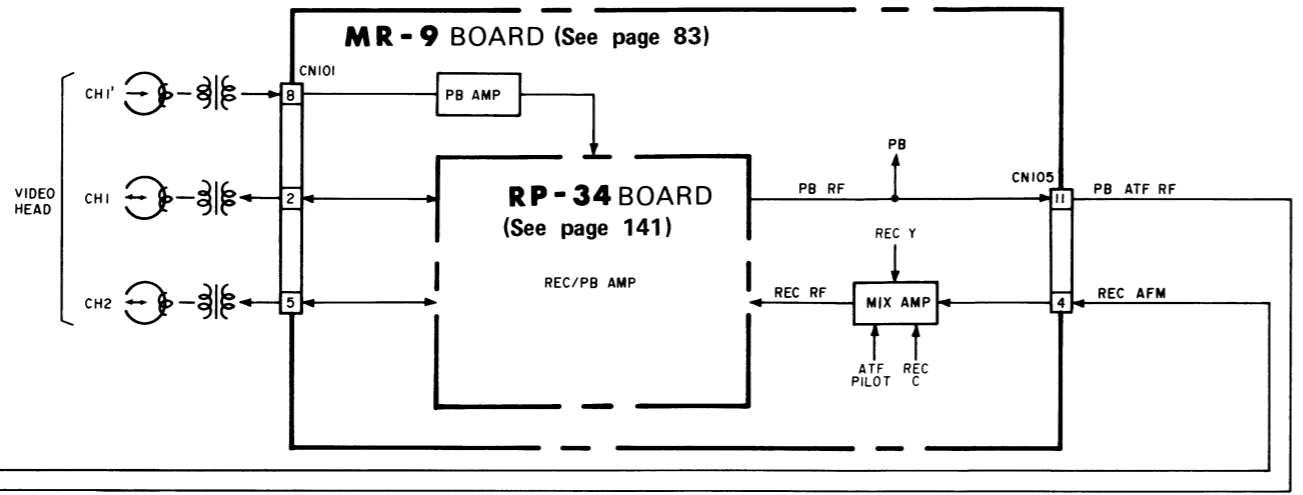 MR-9 BOARD (See page 83)
CN101
CH1'
8
PB AMP
VIDEO
HEAD
CH1
2
RP-34 BOARD
(See page 141)
REC/PB AMP
CH2
5
PB
PB RF
CN105
11
PB ATF RF
REC Y
REC RF
MIX AMP
4
REC AFM
ATF
PILOT
REC
C